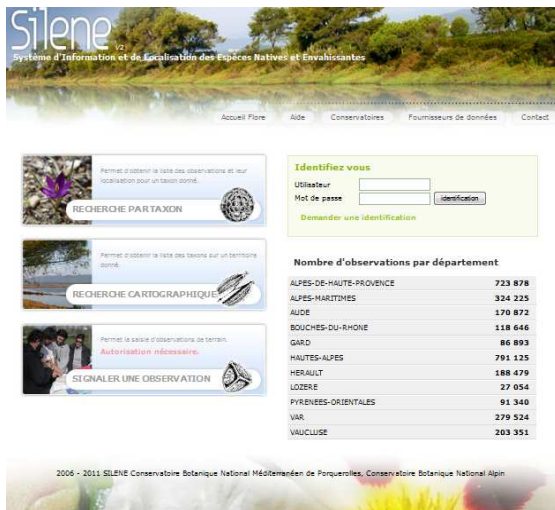 Silene V2
Système d'Information et de Localisation des Espèces Natives et Envahissantes
Accueil Flore Aide Conservatoires Fournisseurs de données Contact
Permet d'obtenir la liste des observations et leur
localisation pour un taxon donné.
RECHERCHE PAR TAXON
Permet d'obtenir la liste des taxons sur un territoire
donné.
RECHERCHE CARTOGRAPHIQUE
Permet la saisie d'observations de terrain.
Autorisation nécessaire.
SIGNALER UNE OBSERVATION
Identifiez vous
Utilisateur
Mot de passe identification
Demander une identification
Nombre d'observations par département
ALPES-DE-HAUTE-PROVENCE 723 878
ALPES-MARITIMES 324 225
AUDE 170 872
BOUCHES-DU-RHONE 118 646
GARD 86 893
HAUTES-ALPES 791 125
HERAULT 188 479
LOZERE 27 054
PYRENEES-ORIENTALES 91 340
VAR 279 524
VAUCLUSE 203 351
2006 - 2011 SILENE Conservatoire Botanique National Méditerranéen de Porquerolles, Conservatoire Botanique National Alpin